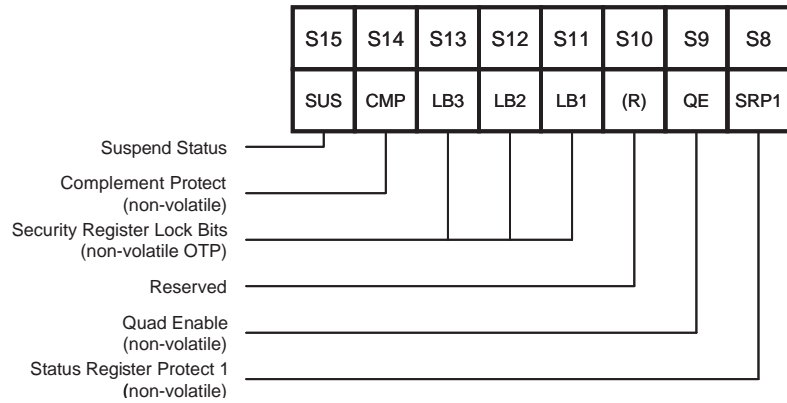 S15 S14 S13 S12 S11 S10 S9 S8
SUS CMP LB3 LB2 LB1 (R) QE SRP1
Suspend Status
Complement Protect
(non-volatile)
Security Register Lock Bits
(non-volatile OTP)
Reserved
Quad Enable
(non-volatile)
Status Register Protect 1
(non-volatile)